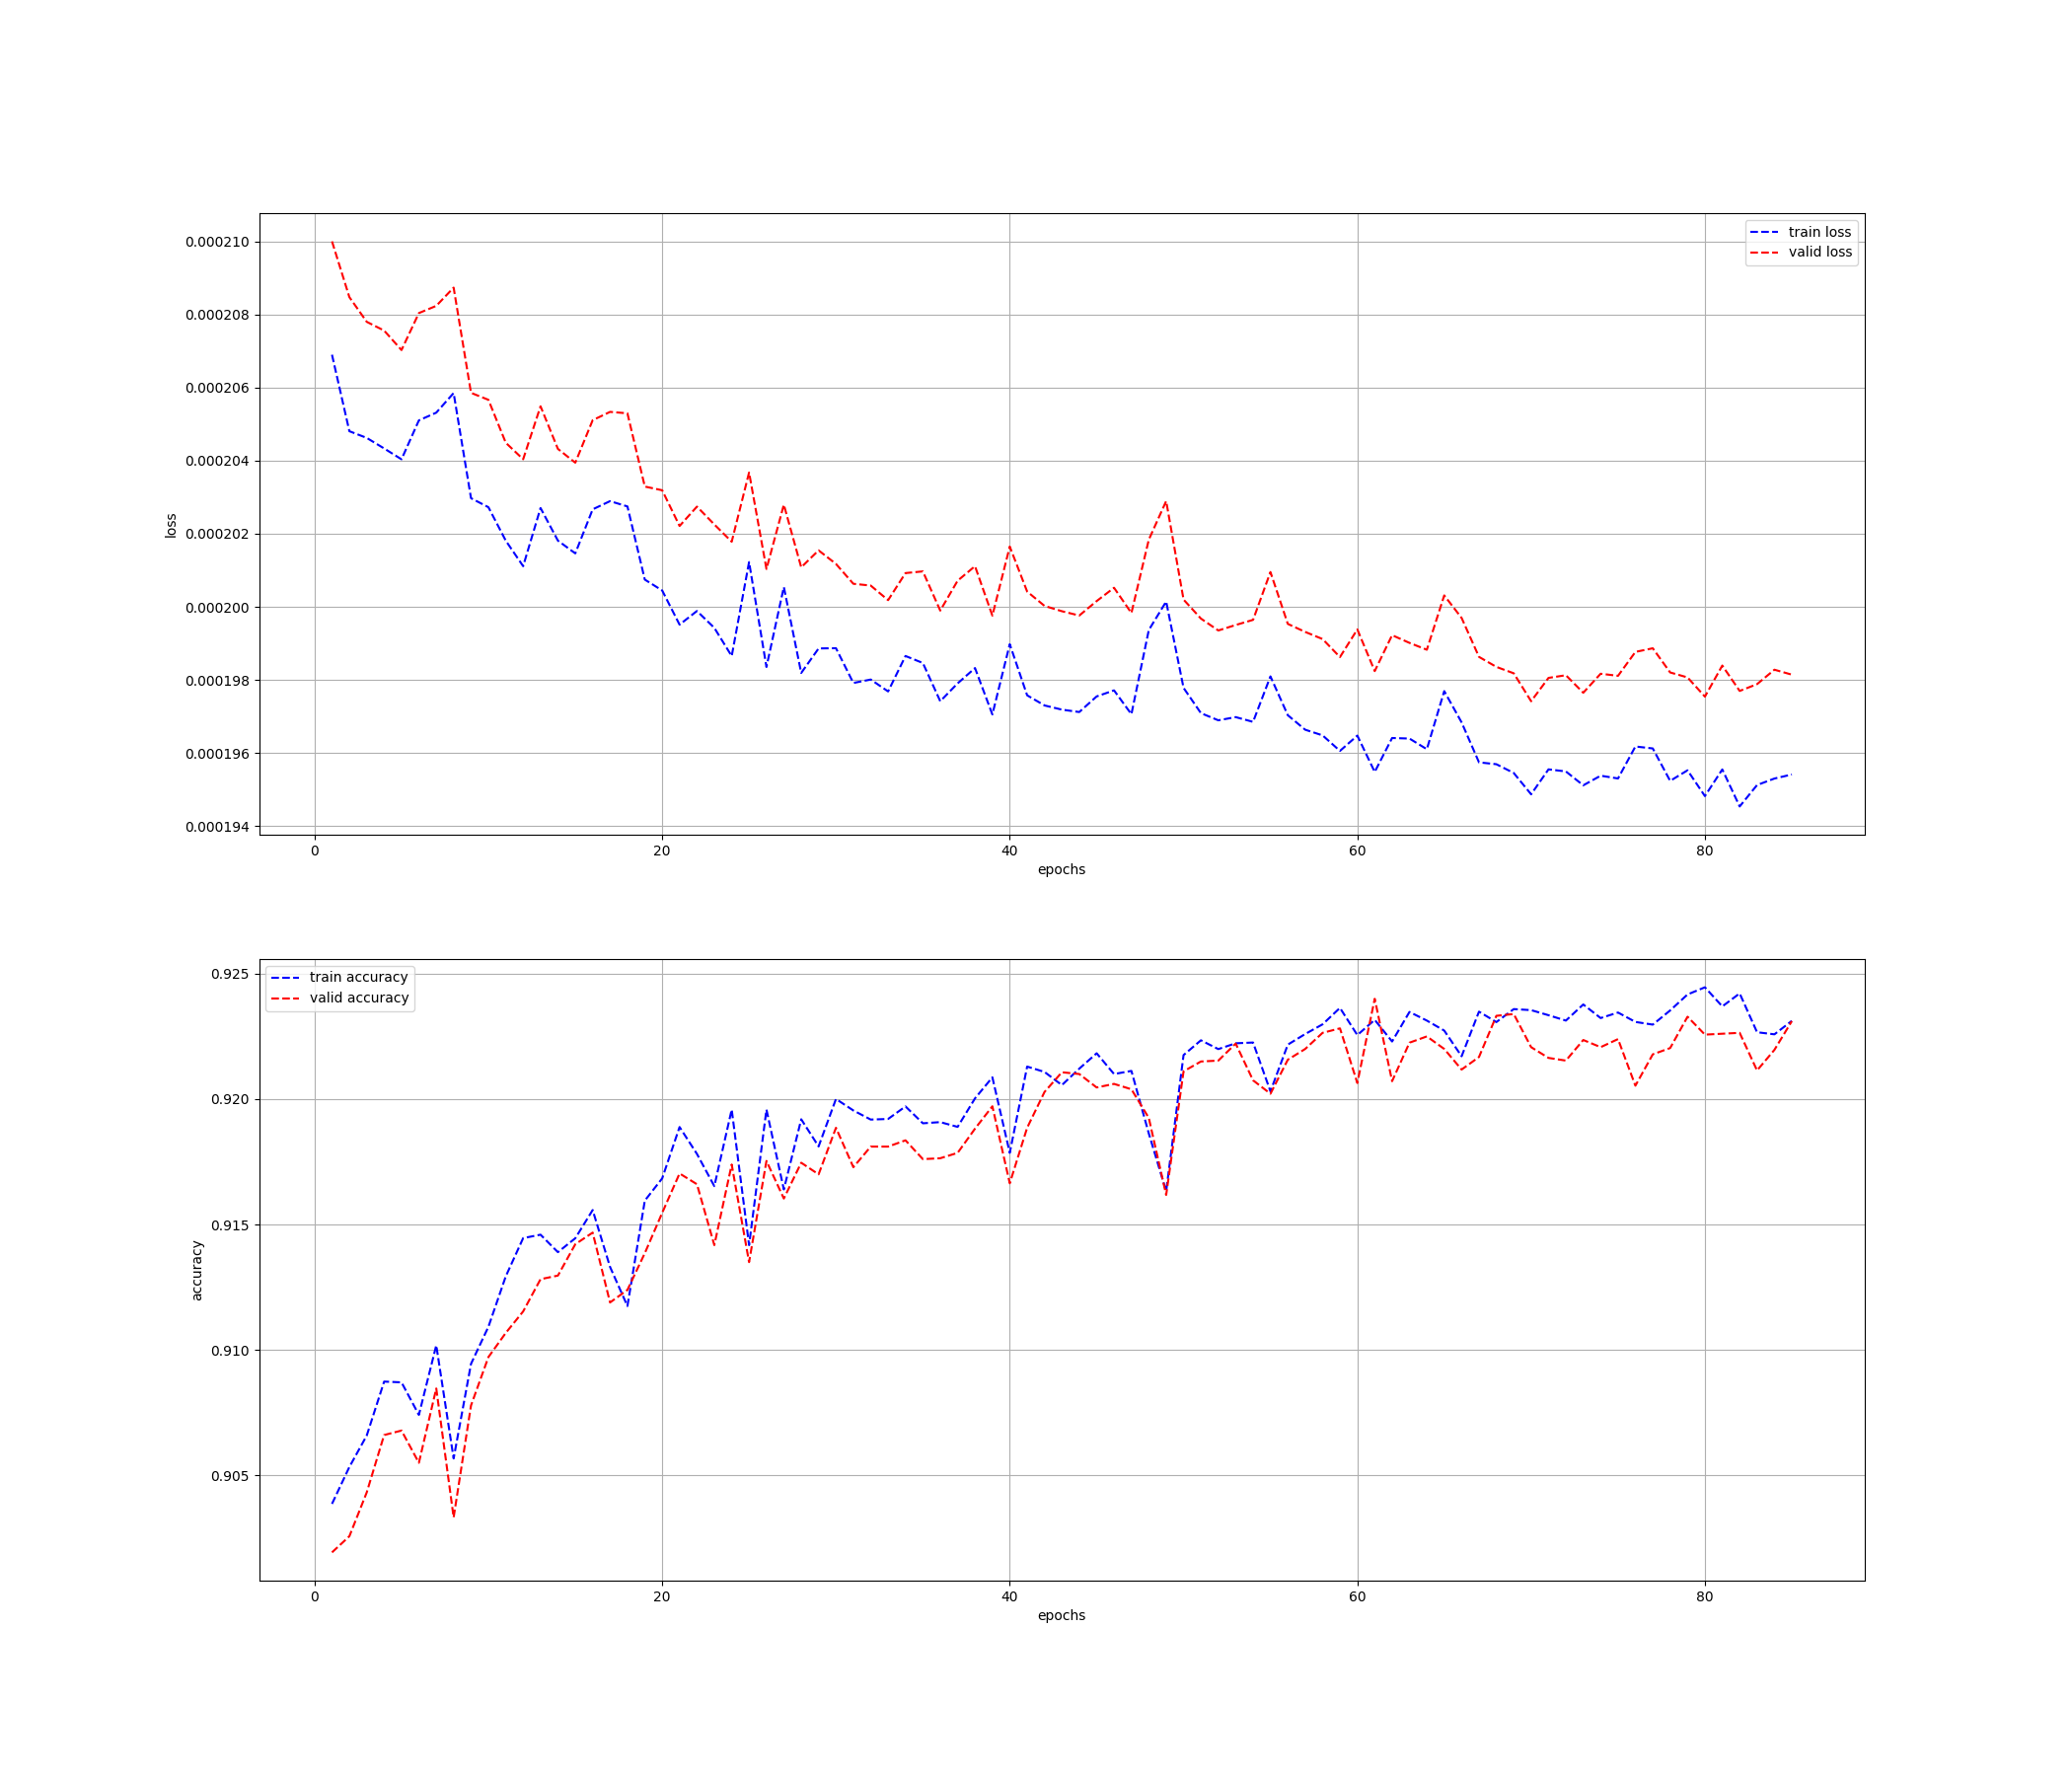 0.000210
0.000208
0.000206
0.000204
0.000202
0.000200
0.000198
0.000196
0.000194
loss
train loss
valid loss
0 20 40 60 80
epochs
0.925
0.920
0.915
0.910
0.905
accuracy
train accuracy
valid accuracy
0 20 40 60 80
epochs